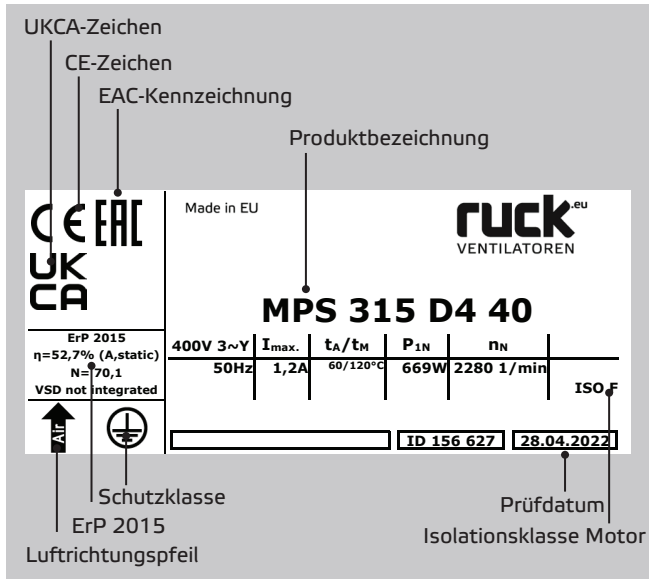 UKCA-Zeichen
CE-Zeichen
EAC-Kennzeichnung
Produktbezeichnung
CE EAC
Made in EU
ruck.eu
VENTILATOREN
UK
CA
MPS 315 D4 40
ErP 2015
η=52,7% (A,static)
N= 70,1
VSD not integrated
400V 3~Y Imax. tA/tM P1N nN
50Hz 1,2A 60/120°C 669W 2280 1/min
ISO F
Air
ID 156 627 28.04.2022
Schutzklasse
ErP 2015
Luftrichtungspfeil
Prüfdatum
Isolationsklasse Motor